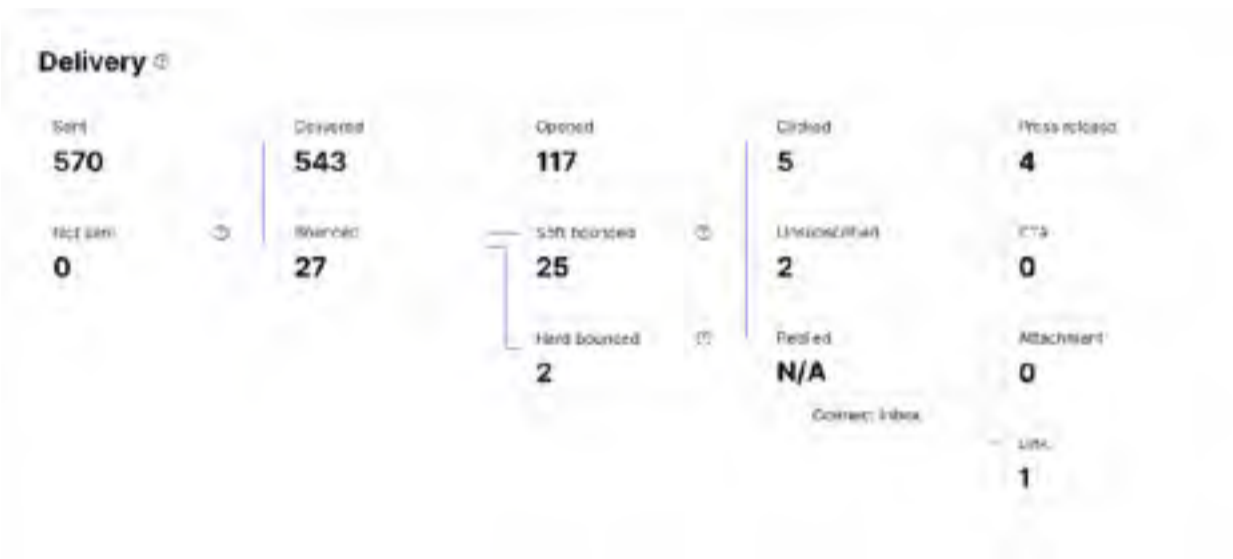 Delivery
Sent
570
Delivered
543
Opened
117
Clicked
5
Press release
4
Not sent
0
Bounced
27
Soft bounced
25
Unsubscribed
2
CTA
0
Hard bounced
2
Replied
N/A
Connect inbox
Attachment
0
Link
1